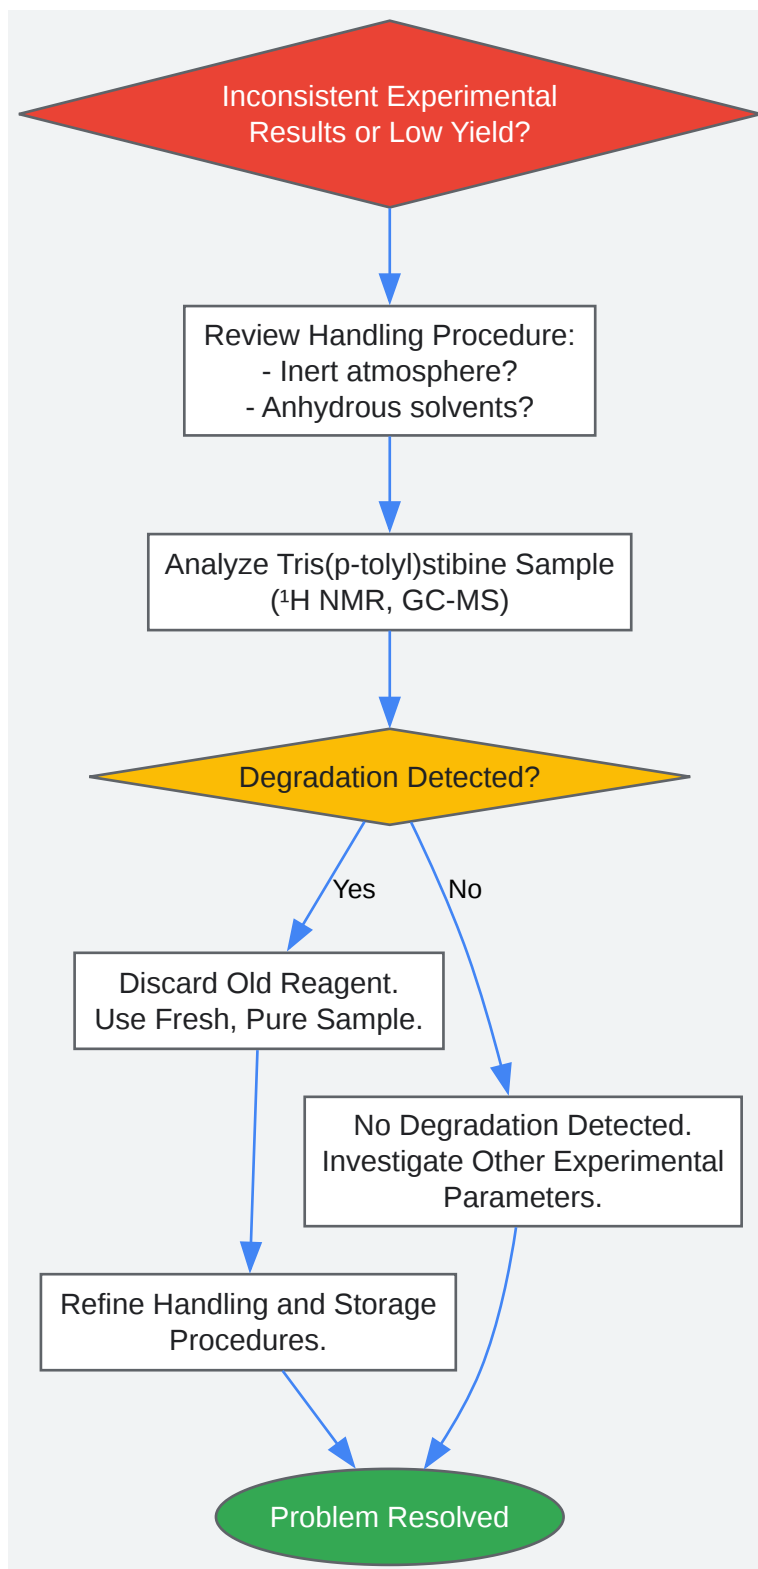 Inconsistent Experimental
Results or Low Yield?
Review Handling Procedure:
- Inert atmosphere?
- Anhydrous solvents?
Analyze Tris(p-tolyl)stibine Sample
(¹H NMR, GC-MS)
Degradation Detected?
Yes
No
Discard Old Reagent.
Use Fresh, Pure Sample.
No Degradation Detected.
Investigate Other Experimental
Parameters.
Refine Handling and Storage
Procedures.
Problem Resolved